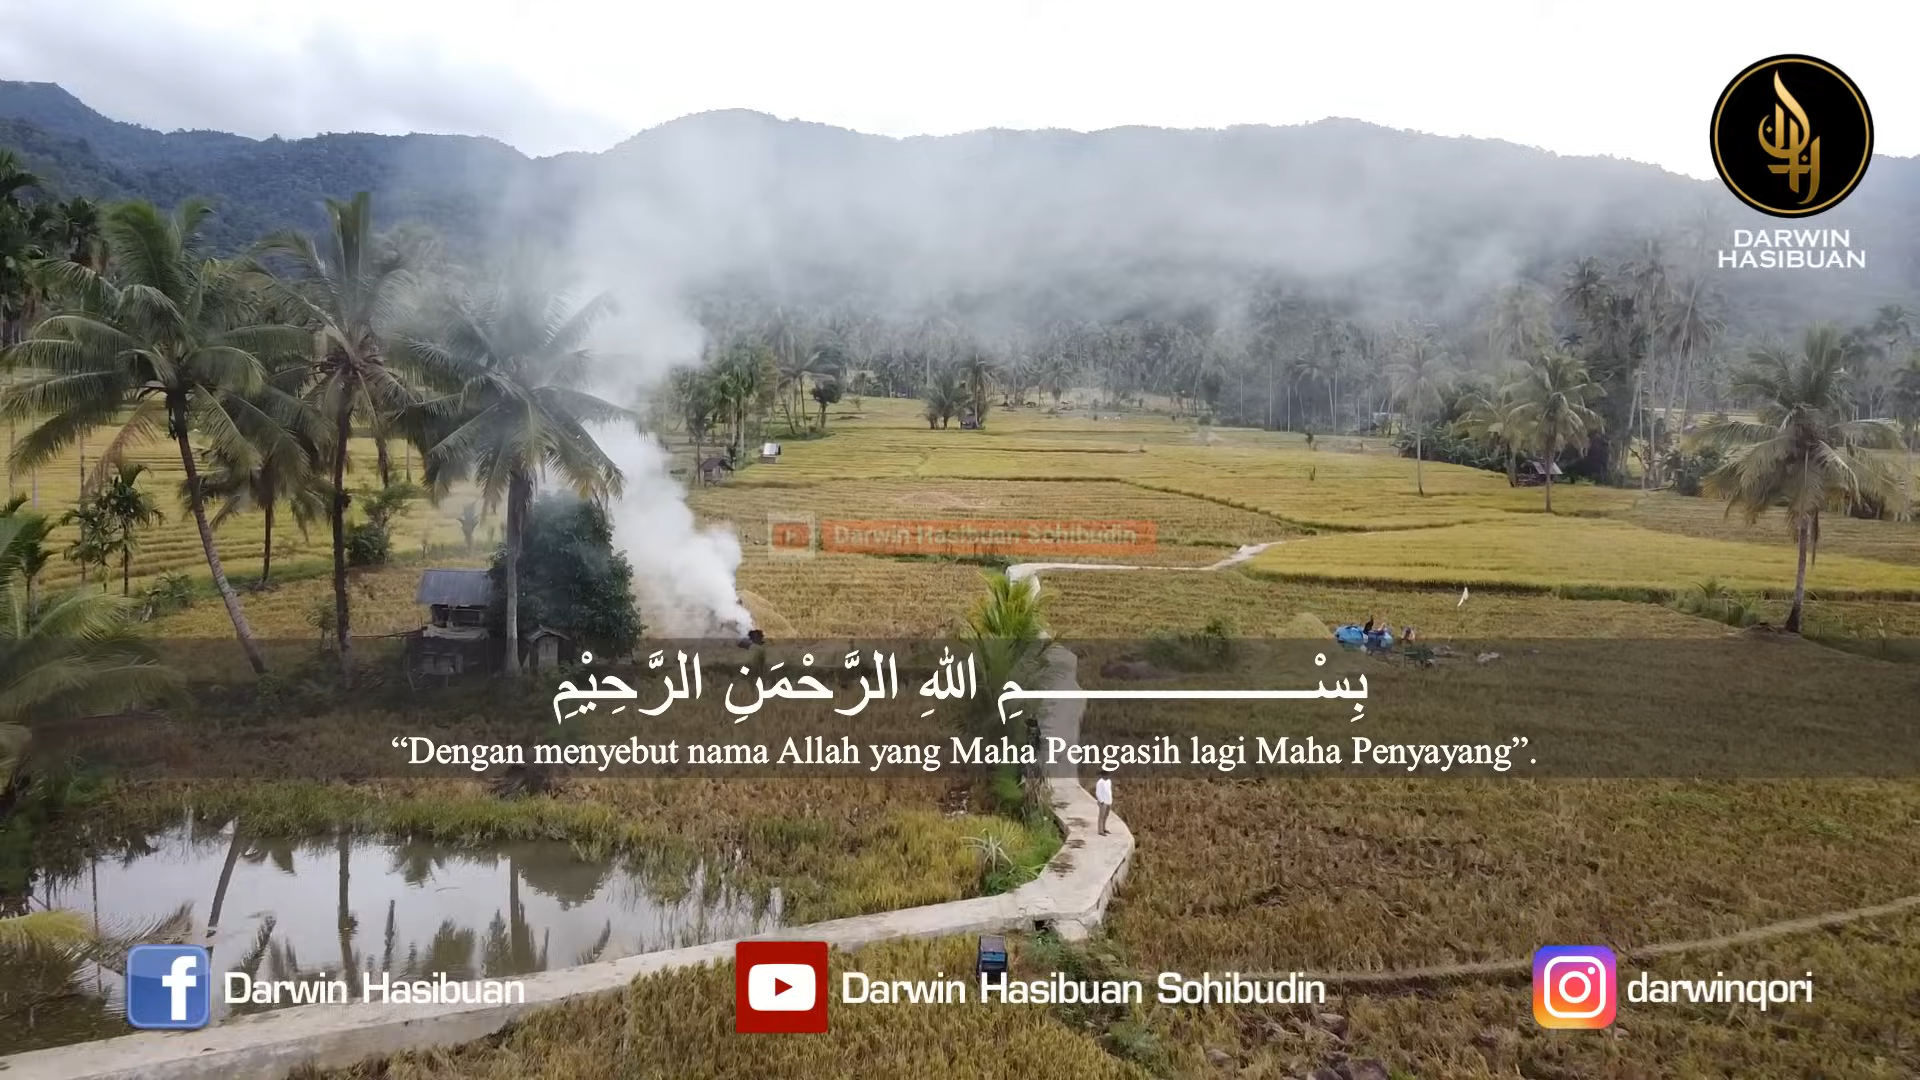 DARWIN
HASIBUAN
Darwin Hasibuan Sohibudin
بِسْــــــــــــــــــمِ اللهِ الرَّحْمَنِ الرَّحِيْمِ
“Dengan menyebut nama Allah yang Maha Pengasih lagi Maha Penyayang”.
Darwin Hasibuan
Darwin Hasibuan Sohibudin
darwinqori